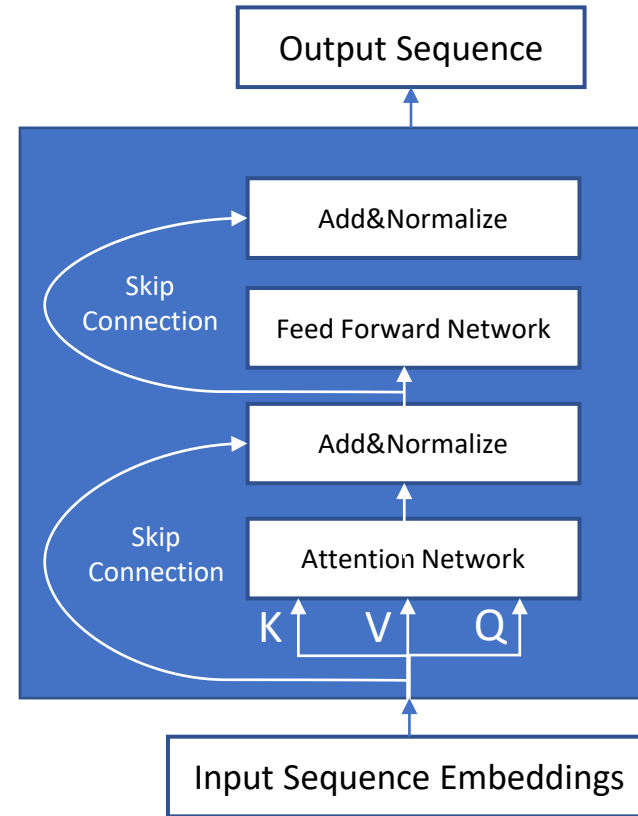 Output Sequence
Add&Normalize
Skip
Connection
Feed Forward Network
Add&Normalize
Skip
Connection
Attention Network
K V Q
Input Sequence Embeddings